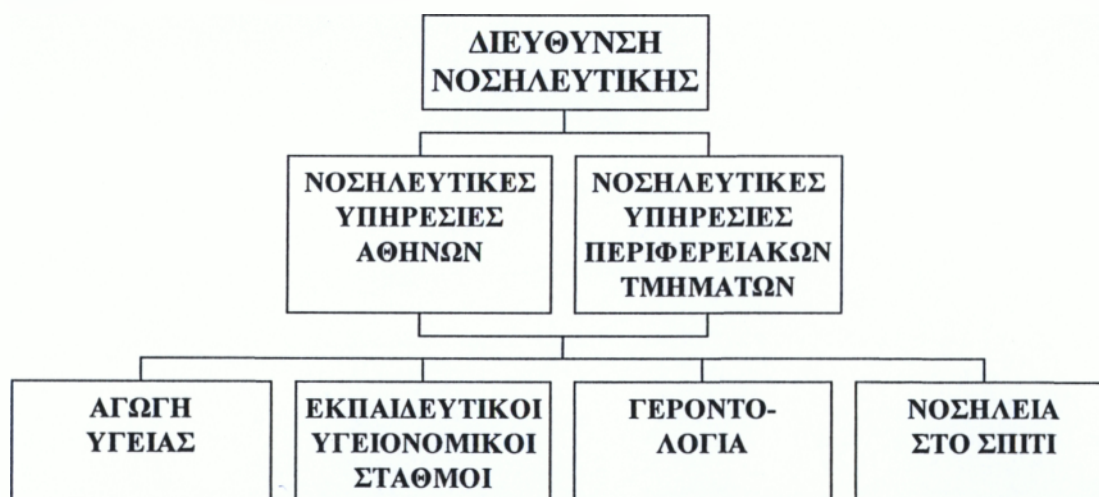 ΔΙΕΥΘΥΝΣΗ
ΝΟΣΗΛΕΥΤΙΚΗΣ
ΝΟΣΗΛΕΥΤΙΚΕΣ
ΥΠΗΡΕΣΙΕΣ
ΑΘΗΝΩΝ
ΝΟΣΗΛΕΥΤΙΚΕΣ
ΥΠΗΡΕΣΙΕΣ
ΠΕΡΙΦΕΡΕΙΑΚΩΝ
ΤΜΗΜΑΤΩΝ
ΑΓΩΓΗ
ΥΓΕΙΑΣ
ΕΚΠΑΙΔΕΥΤΙΚΟΙ
ΥΓΕΙΟΝΟΜΙΚΟΙ
ΣΤΑΘΜΟΙ
ΓΕΡΟΝΤΟ-
ΛΟΓΙΑ
ΝΟΣΗΛΕΙΑ
ΣΤΟ ΣΠΙΤΙ